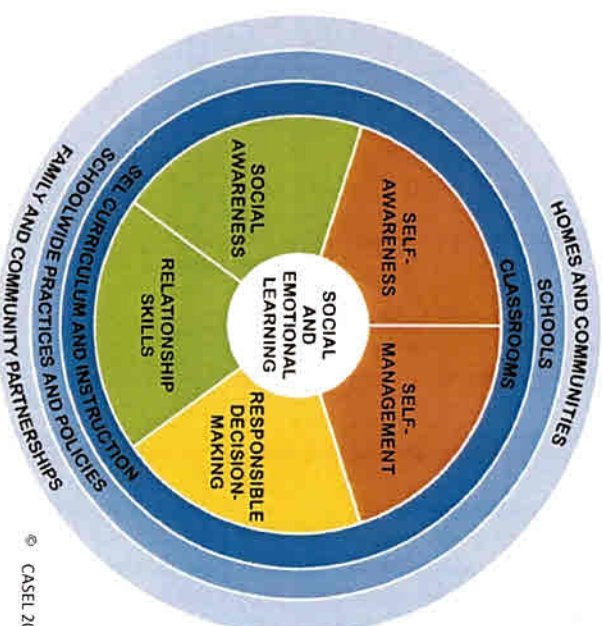 HOMES AND COMMUNITIES
SCHOOLS
CLASSROOMS
SELF-
AWARENESS
SELF-
MANAGEMENT
SOCIAL
AWARENESS
SOCIAL
AND
EMOTIONAL
LEARNING
RESPONSIBLE
DECISION-
MAKING
RELATIONSHIP
SKILLS
SEL CURRICULUM AND INSTRUCTION
SCHOOLWIDE PRACTICES AND POLICIES
FAMILY AND COMMUNITY PARTNERSHIPS
© CASEL